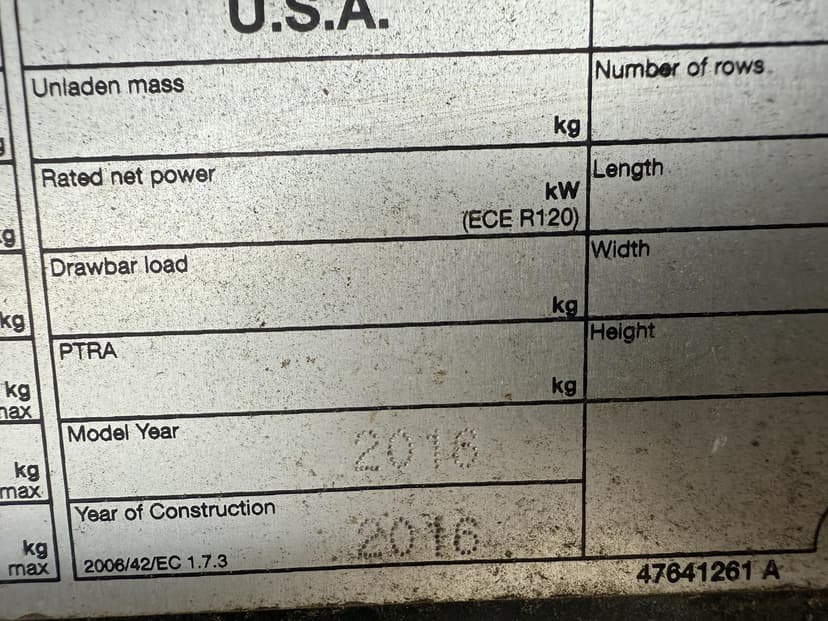 U.S.A.
Unladen mass
kg
Number of rows
Rated net power
kW
(ECE R120)
Length
kg
Drawbar load
kg
Width
kg
PTRA
kg
Height
kg
max
Model Year
2016
kg
max
Year of Construction
2016
2006/42/EC 1.7.3
kg
max
47641261 A